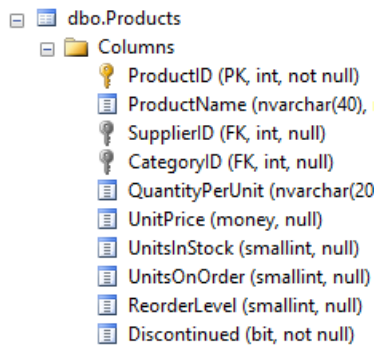 dbo.Products
Columns
ProductID (PK, int, not null)
ProductName (nvarchar(40),
SupplierID (FK, int, null)
CategoryID (FK, int, null)
QuantityPerUnit (nvarchar(20
UnitPrice (money, null)
UnitsInStock (smallint, null)
UnitsOnOrder (smallint, null)
ReorderLevel (smallint, null)
Discontinued (bit, not null)